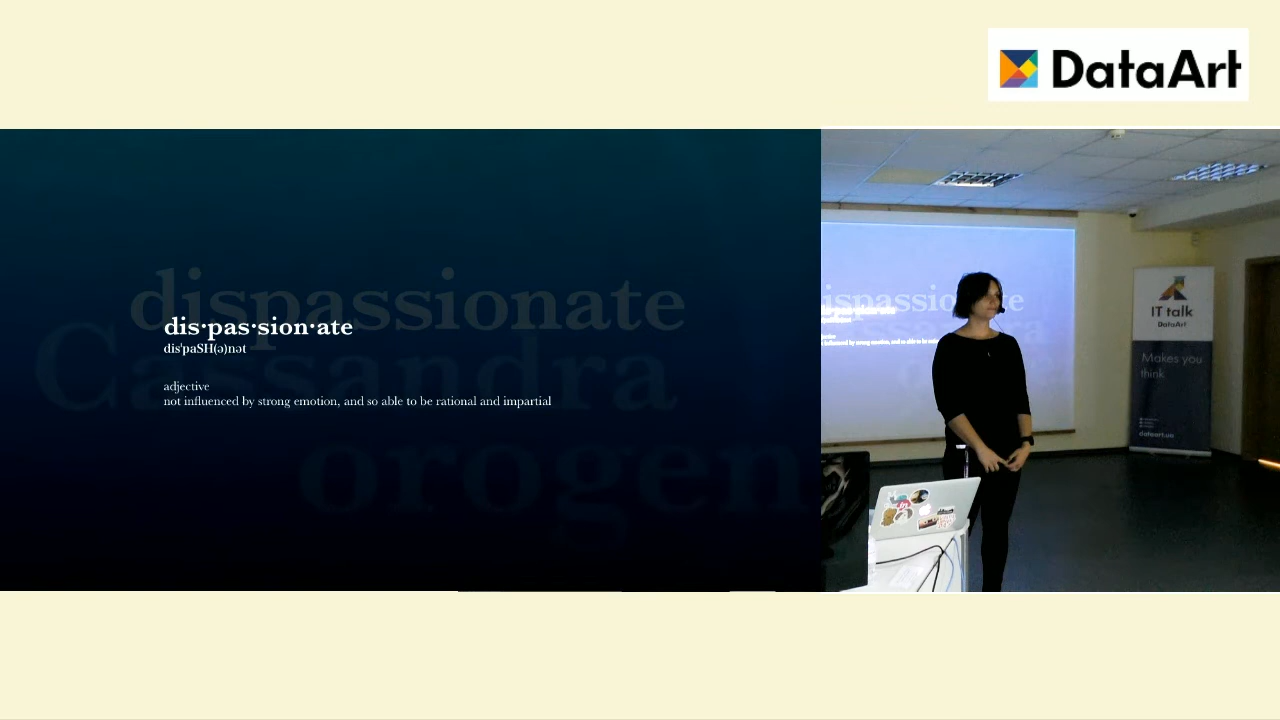 DataArt
dispassionate
dis·pas·sion·ate
dis'paSH(ə)nət
Cassandra
adjective
not influenced by strong emotion, and so able to be rational and impartial
orogen
IT talk
DataArt
Makes you
think
dataart.ua